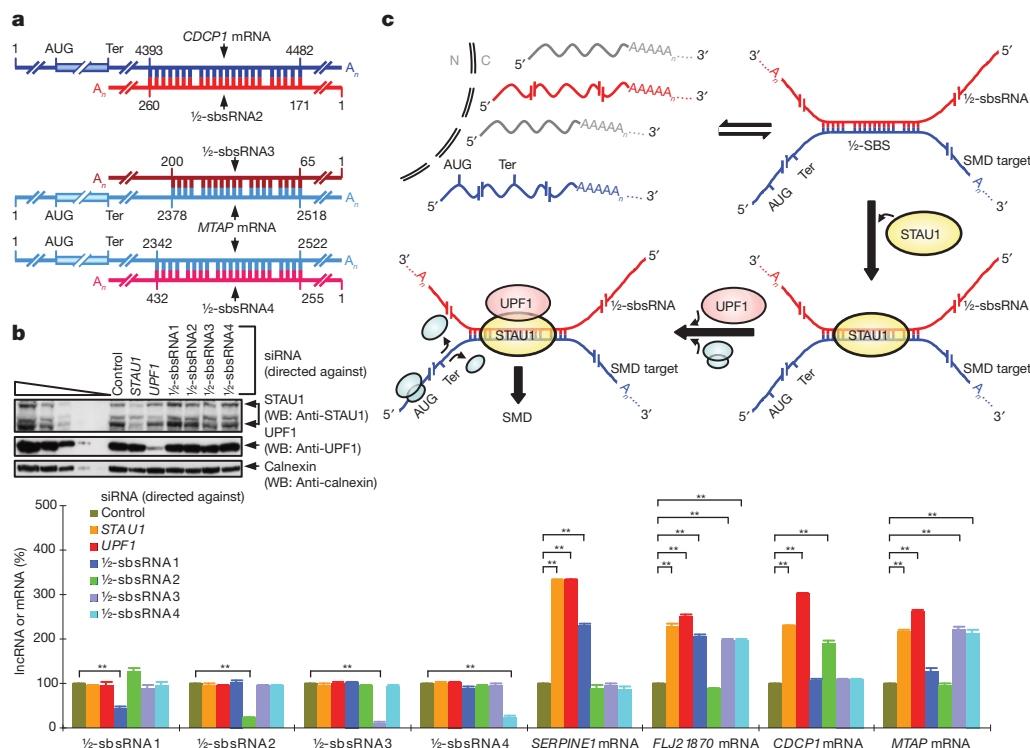 a
1 AUG Ter 4393 CDCP1 mRNA 4482 An
An 260 ½-sbsRNA2 171 1
½-sbsRNA3
200 65 1
An
An
1 AUG Ter 2378 MTAP mRNA 2518
1 AUG Ter 2342 2522 An
An 432 ½-sbsRNA4 255 1
b
Control
STAU1
UPF1
½-sbsRNA1
½-sbsRNA2
½-sbsRNA3
½-sbsRNA4
siRNA
(directed against)
STAU1
(WB: Anti-STAU1)
UPF1
(WB: Anti-UPF1)
Calnexin
(WB: Anti-calnexin)
siRNA (directed against)
Control
STAU1
UPF1
½-sbsRNA1
½-sbsRNA2
½-sbsRNA3
½-sbsRNA4
lncRNA or mRNA (%)
500
400
300
200
100
0
** ** ** **
** ** **
** ** ** ** **
** ** **
** ** ** **
½-sbsRNA1 ½-sbsRNA2 ½-sbsRNA3 ½-sbsRNA4 SERPINE1 mRNA FLJ21870 mRNA CDCP1 mRNA MTAP mRNA
c
N C
5′ AAAAAn 3′
5′ AAAAAn 3′
5′ AAAAAn 3′
AUG Ter
5′ AAAAAn 3′
3′ An 5′
½-sbsRNA
½-SBS
SMD target
AUG Ter
5′ An 3′
STAU1
3′ An 5′
½-sbsRNA
STAU1
SMD target
AUG Ter
5′ An 3′
UPF1
3′ An 5′
½-sbsRNA
UPF1
STAU1
SMD target
AUG Ter
5′ An 3′
SMD